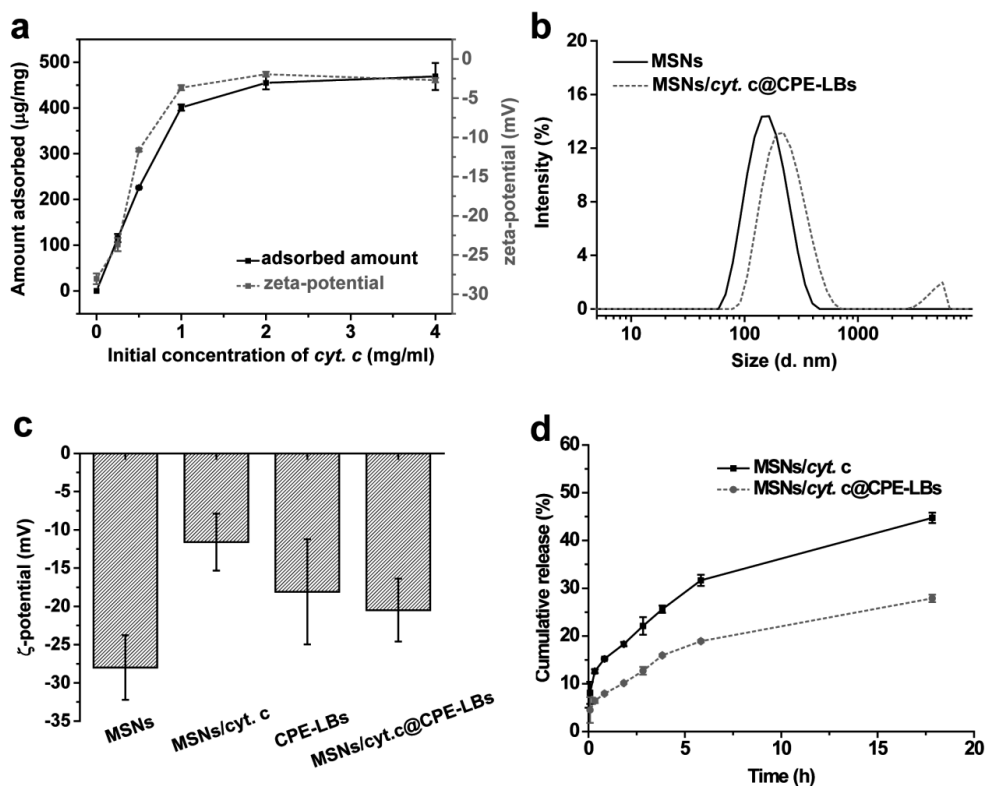 a
Amount adsorbed (μg/mg)
500
400
300
200
100
0
0
-5
-10
-15
-20
-25
-30
zeta-potential (mV)
adsorbed amount
zeta-potential
0
1
2
3
4
Initial concentration of cyt. c (mg/ml)
b
Intensity (%)
20
16
12
8
4
0
MSNs
MSNs/cyt. c@CPE-LBs
10
100
1000
Size (d. nm)
c
ζ-potential (mV)
0
-5
-10
-15
-20
-25
-30
-35
MSNs
MSNs/cyt. c
CPE-LBs
MSNs/cyt.c@CPE-LBs
d
Cumulative release (%)
60
50
40
30
20
10
0
MSNs/cyt. c
MSNs/cyt. c@CPE-LBs
0
5
10
15
20
Time (h)